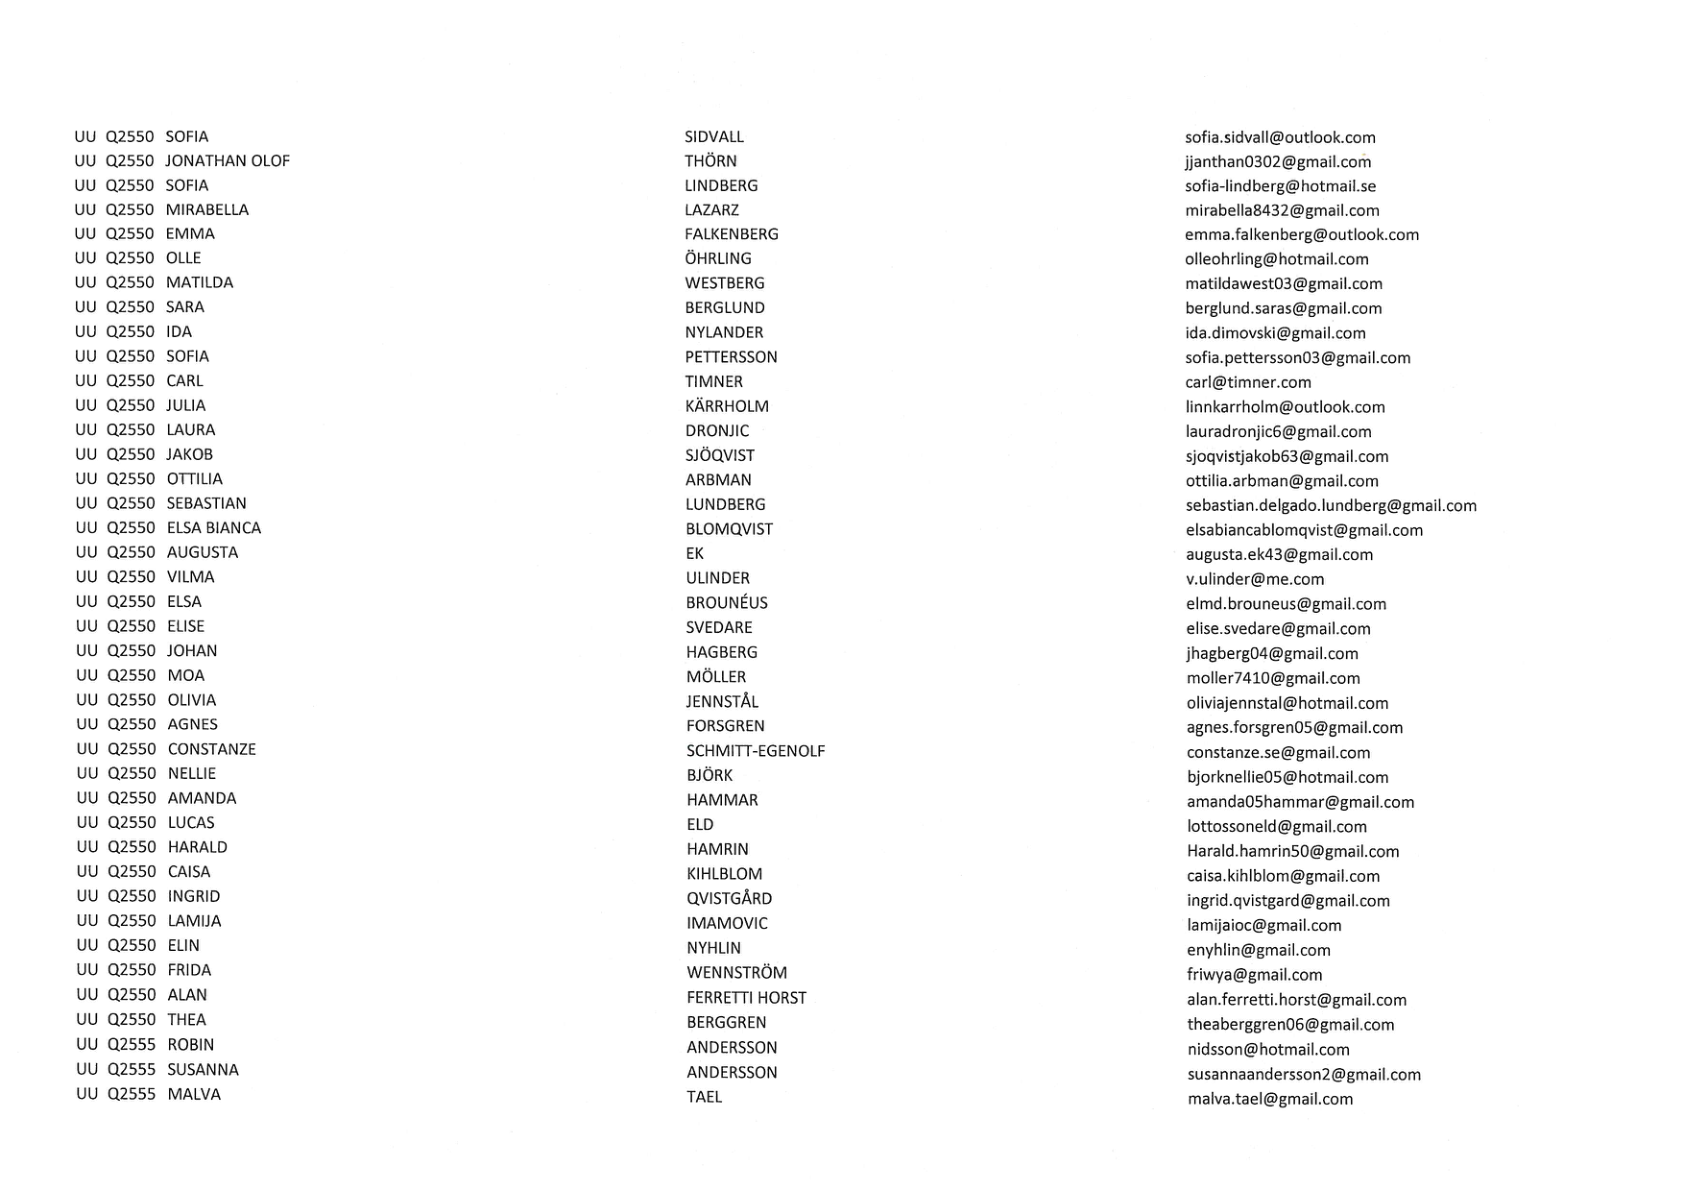 UU Q2550 SOFIA SIDVALL sofia.sidvall@outlook.com
UU Q2550 JONATHAN OLOF THÖRN jjanthan0302@gmail.com
UU Q2550 SOFIA LINDBERG sofia-lindberg@hotmail.se
UU Q2550 MIRABELLA LAZARZ mirabella8432@gmail.com
UU Q2550 EMMA FALKENBERG emma.falkenberg@outlook.com
UU Q2550 OLLE ÖHRLING olleohrling@hotmail.com
UU Q2550 MATILDA WESTBERG matildawest03@gmail.com
UU Q2550 SARA BERGLUND berglund.saras@gmail.com
UU Q2550 IDA NYLANDER ida.dimovski@gmail.com
UU Q2550 SOFIA PETTERSSON sofia.pettersson03@gmail.com
UU Q2550 CARL TIMNER carl@timner.com
UU Q2550 JULIA KÄRRHOLM linnkarrholm@outlook.com
UU Q2550 LAURA DRONJIC lauradronjic6@gmail.com
UU Q2550 JAKOB SJÖQVIST sjoqvistjakob63@gmail.com
UU Q2550 OTTILIA ARBMAN ottilia.arbman@gmail.com
UU Q2550 SEBASTIAN LUNDBERG sebastian.delgado.lundberg@gmail.com
UU Q2550 ELSA BIANCA BLOMQVIST elsabiancablomqvist@gmail.com
UU Q2550 AUGUSTA EK augusta.ek43@gmail.com
UU Q2550 VILMA ULINDER v.ulinder@me.com
UU Q2550 ELSA BROUNÉUS elmd.brouneus@gmail.com
UU Q2550 ELISE SVEDARE elise.svedare@gmail.com
UU Q2550 JOHAN HAGBERG jhagberg04@gmail.com
UU Q2550 MOA MÖLLER moller7410@gmail.com
UU Q2550 OLIVIA JENNSTÅL oliviajennstal@hotmail.com
UU Q2550 AGNES FORSGREN agnes.forsgren05@gmail.com
UU Q2550 CONSTANZE SCHMITT-EGENOLF constanze.se@gmail.com
UU Q2550 NELLIE BJÖRK bjorknellie05@hotmail.com
UU Q2550 AMANDA HAMMAR amanda05hammar@gmail.com
UU Q2550 LUCAS ELD lottossoneld@gmail.com
UU Q2550 HARALD HAMRIN Harald.hamrin50@gmail.com
UU Q2550 CAISA KIHLBLOM caisa.kihlblom@gmail.com
UU Q2550 INGRID QVISTGÅRD ingrid.qvistgard@gmail.com
UU Q2550 LAMIJA IMAMOVIC lamijaioc@gmail.com
UU Q2550 ELIN NYHLIN enyhlin@gmail.com
UU Q2550 FRIDA WENNSTRÖM friwya@gmail.com
UU Q2550 ALAN FERRETTI HORST alan.ferretti.horst@gmail.com
UU Q2550 THEA BERGGREN theaberggren06@gmail.com
UU Q2555 ROBIN ANDERSSON nidsson@hotmail.com
UU Q2555 SUSANNA ANDERSSON susannaandersson2@gmail.com
UU Q2555 MALVA TAEL malva.tael@gmail.com